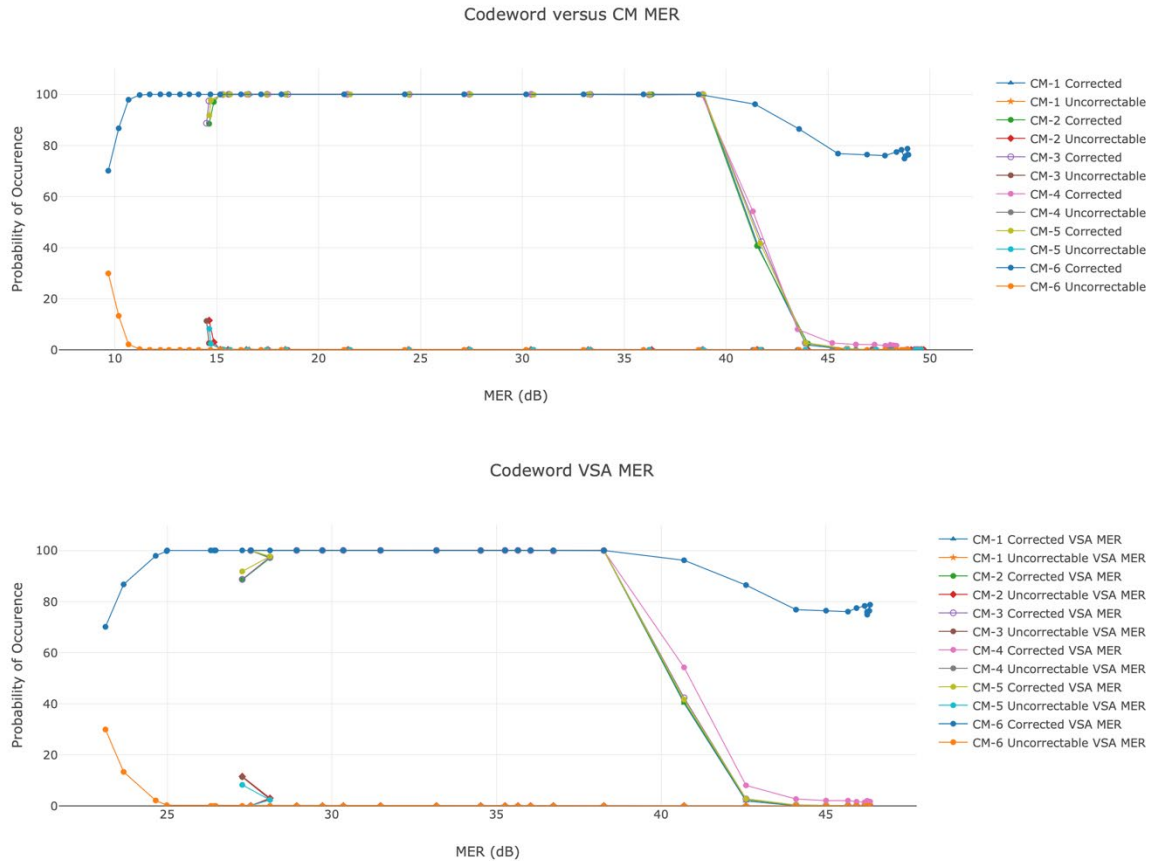 Codeword versus CM MER
Probability of Occurence
100
80
60
40
20
0
10 15 20 25 30 35 40 45 50
MER (dB)
CM-1 Corrected
CM-1 Uncorrectable
CM-2 Corrected
CM-2 Uncorrectable
CM-3 Corrected
CM-3 Uncorrectable
CM-4 Corrected
CM-4 Uncorrectable
CM-5 Corrected
CM-5 Uncorrectable
CM-6 Corrected
CM-6 Uncorrectable
Codeword VSA MER
Probability of Occurence
100
80
60
40
20
0
25 30 35 40 45
MER (dB)
CM-1 Corrected VSA MER
CM-1 Uncorrectable VSA MER
CM-2 Corrected VSA MER
CM-2 Uncorrectable VSA MER
CM-3 Corrected VSA MER
CM-3 Uncorrectable VSA MER
CM-4 Corrected VSA MER
CM-4 Uncorrectable VSA MER
CM-5 Corrected VSA MER
CM-5 Uncorrectable VSA MER
CM-6 Corrected VSA MER
CM-6 Uncorrectable VSA MER